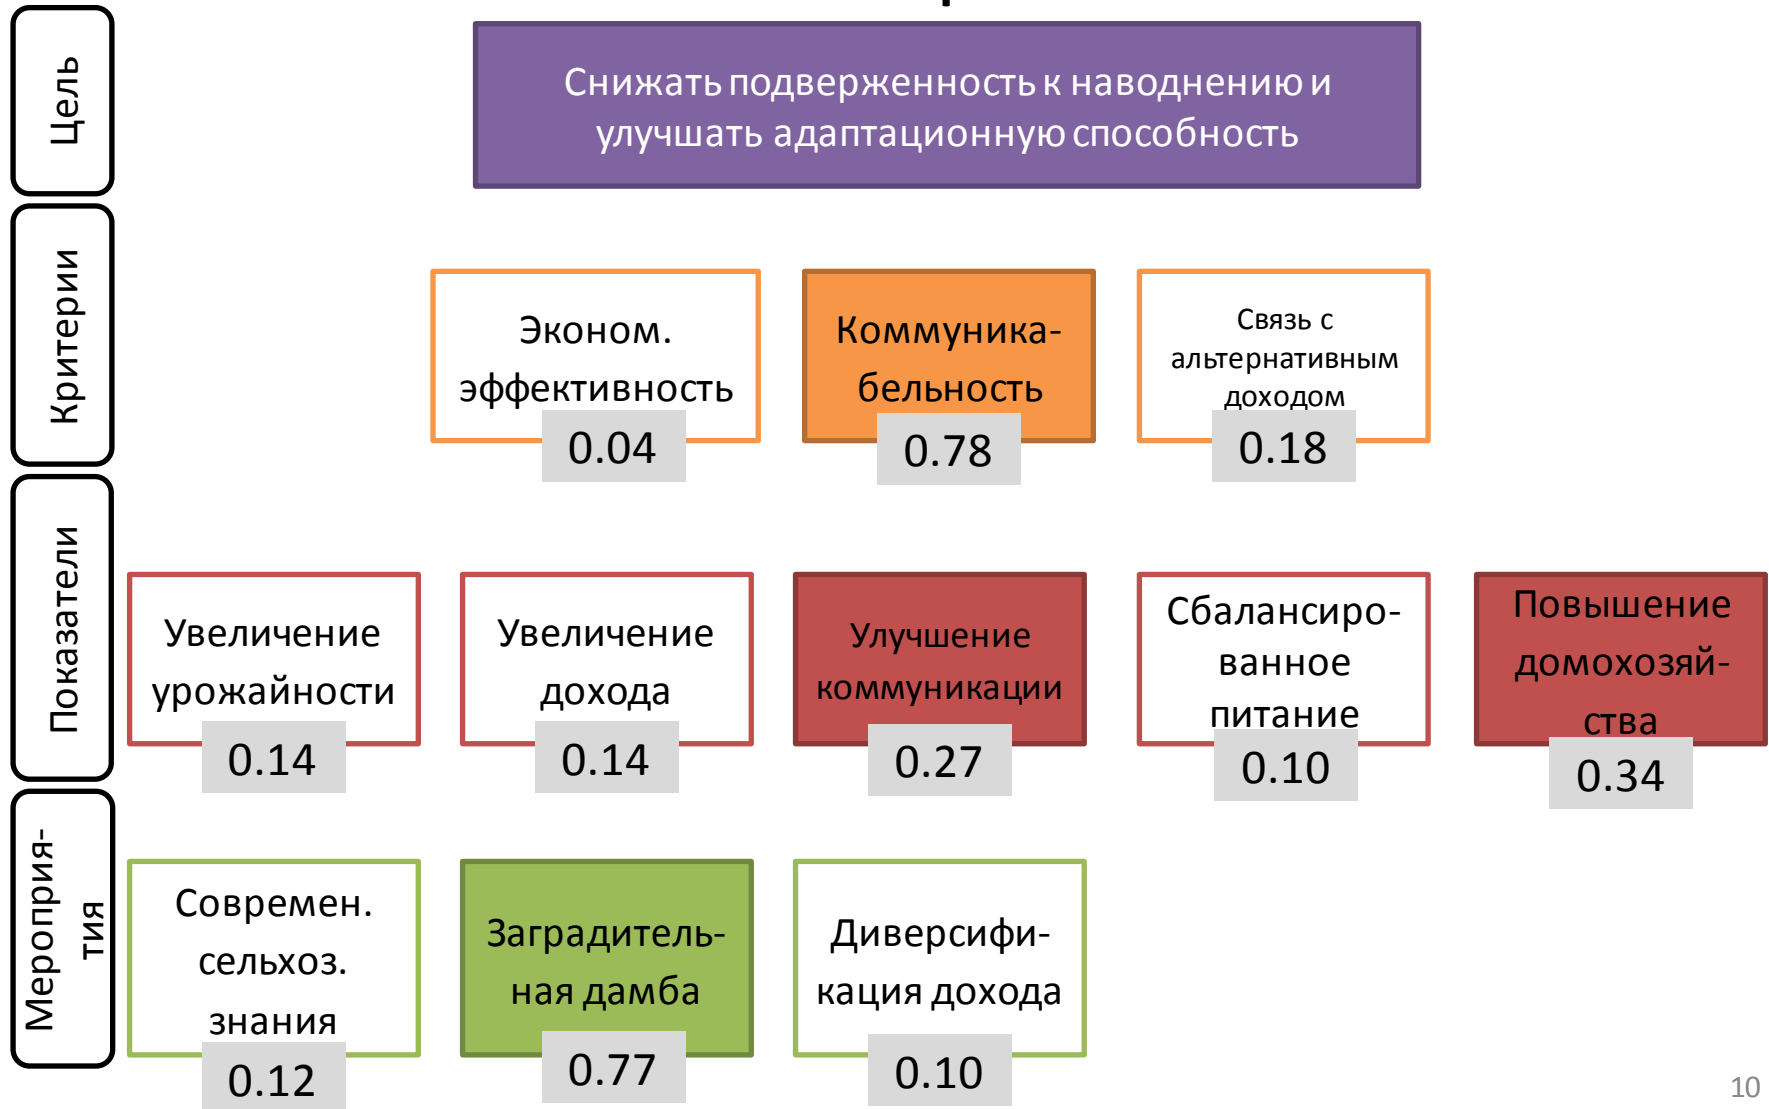 Цель
Снижать подверженность к наводнению и
улучшать адаптационную способность
Критерии
Эконом.
эффективность
0.04
Коммуника-
бельность
0.78
Связь с
альтернативным
доходом
0.18
Показатели
Увеличение
урожайности
0.14
Увеличение
дохода
0.14
Улучшение
коммуникации
0.27
Сбалансиро-
ванное
питание
0.10
Повышение
домохозяй-
ства
0.34
Мероприя-
тия
Современ.
сельхоз.
знания
0.12
Заградитель-
ная дамба
0.77
Диверсифи-
кация дохода
0.10
10